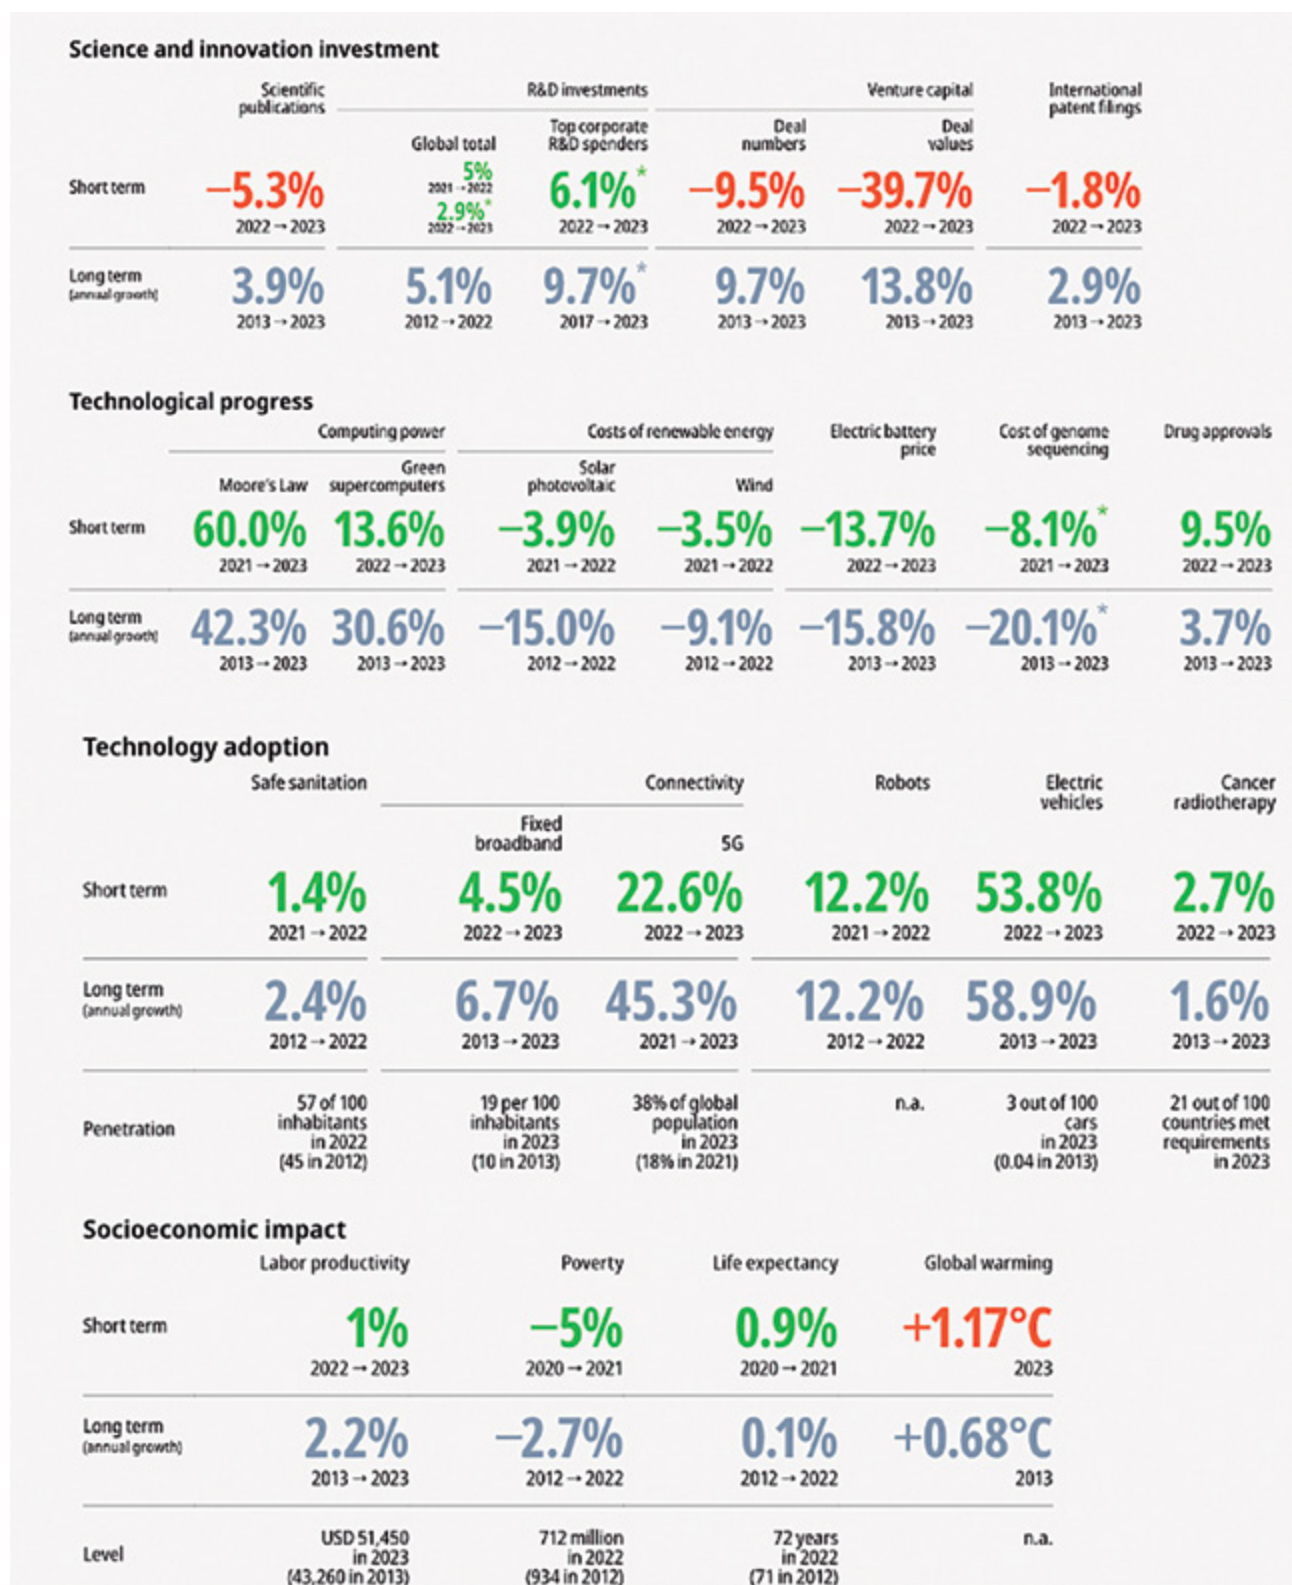 Science and innovation investment
Scientific publications R&D investments Venture capital International patent filings
Global total Top corporate R&D spenders Deal numbers Deal values
Short term −5.3% 5% 6.1%* −9.5% −39.7% −1.8%
2021→2022
2.9%*
2022→2023 2022→2023 2022→2023 2022→2023 2022→2023 2022→2023
Long term 3.9% 5.1% 9.7%* 9.7% 13.8% 2.9%
(annual growth) 2013→2023 2012→2022 2017→2023 2013→2023 2013→2023 2013→2023
Technological progress
Computing power Costs of renewable energy Electric battery price Cost of genome sequencing Drug approvals
Moore's Law Green supercomputers Solar photovoltaic Wind
Short term 60.0% 13.6% −3.9% −3.5% −13.7% −8.1%* 9.5%
2021→2023 2022→2023 2021→2022 2021→2022 2022→2023 2021→2023 2022→2023
Long term 42.3% 30.6% −15.0% −9.1% −15.8% −20.1%* 3.7%
(annual growth) 2013→2023 2013→2023 2012→2022 2012→2022 2013→2023 2013→2023 2013→2023
Technology adoption
Safe sanitation Connectivity Robots Electric vehicles Cancer radiotherapy
Fixed broadband 5G
Short term 1.4% 4.5% 22.6% 12.2% 53.8% 2.7%
2021→2022 2022→2023 2022→2023 2021→2022 2022→2023 2022→2023
Long term 2.4% 6.7% 45.3% 12.2% 58.9% 1.6%
(annual growth) 2012→2022 2013→2023 2021→2023 2012→2022 2013→2023 2013→2023
Penetration
57 of 100 19 per 100 38% of global n.a. 3 out of 100 21 out of 100
inhabitants inhabitants population cars countries met
in 2022 in 2023 in 2023 in 2023 requirements
(45 in 2012) (10 in 2013) (18% in 2021) (0.04 in 2013) in 2023
Socioeconomic impact
Labor productivity Poverty Life expectancy Global warming
Short term 1% −5% 0.9% +1.17°C
2022→2023 2020→2021 2020→2021 2023
Long term 2.2% −2.7% 0.1% +0.68°C
(annual growth) 2013→2023 2012→2022 2012→2022 2013
Level
USD 51,450 712 million 72 years n.a.
in 2023 in 2022 in 2022
(43,260 in 2013) (934 in 2012) (71 in 2012)